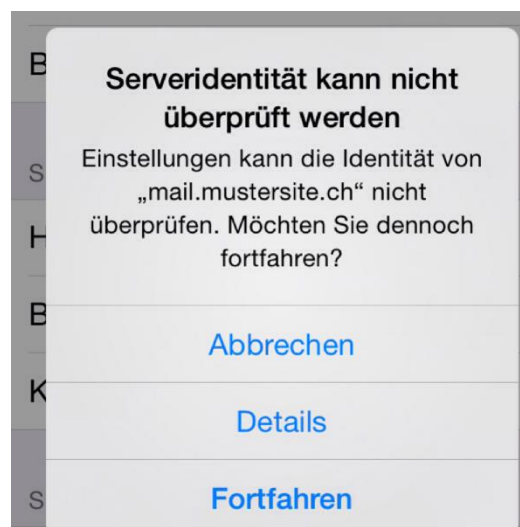 B
Serveridentität kann nicht
überprüft werden
S
Einstellungen kann die Identität von
„mail.mustersite.ch“ nicht
H
überprüfen. Möchten Sie dennoch
fortfahren?
B
Abbrechen
K
Details
S
Fortfahren